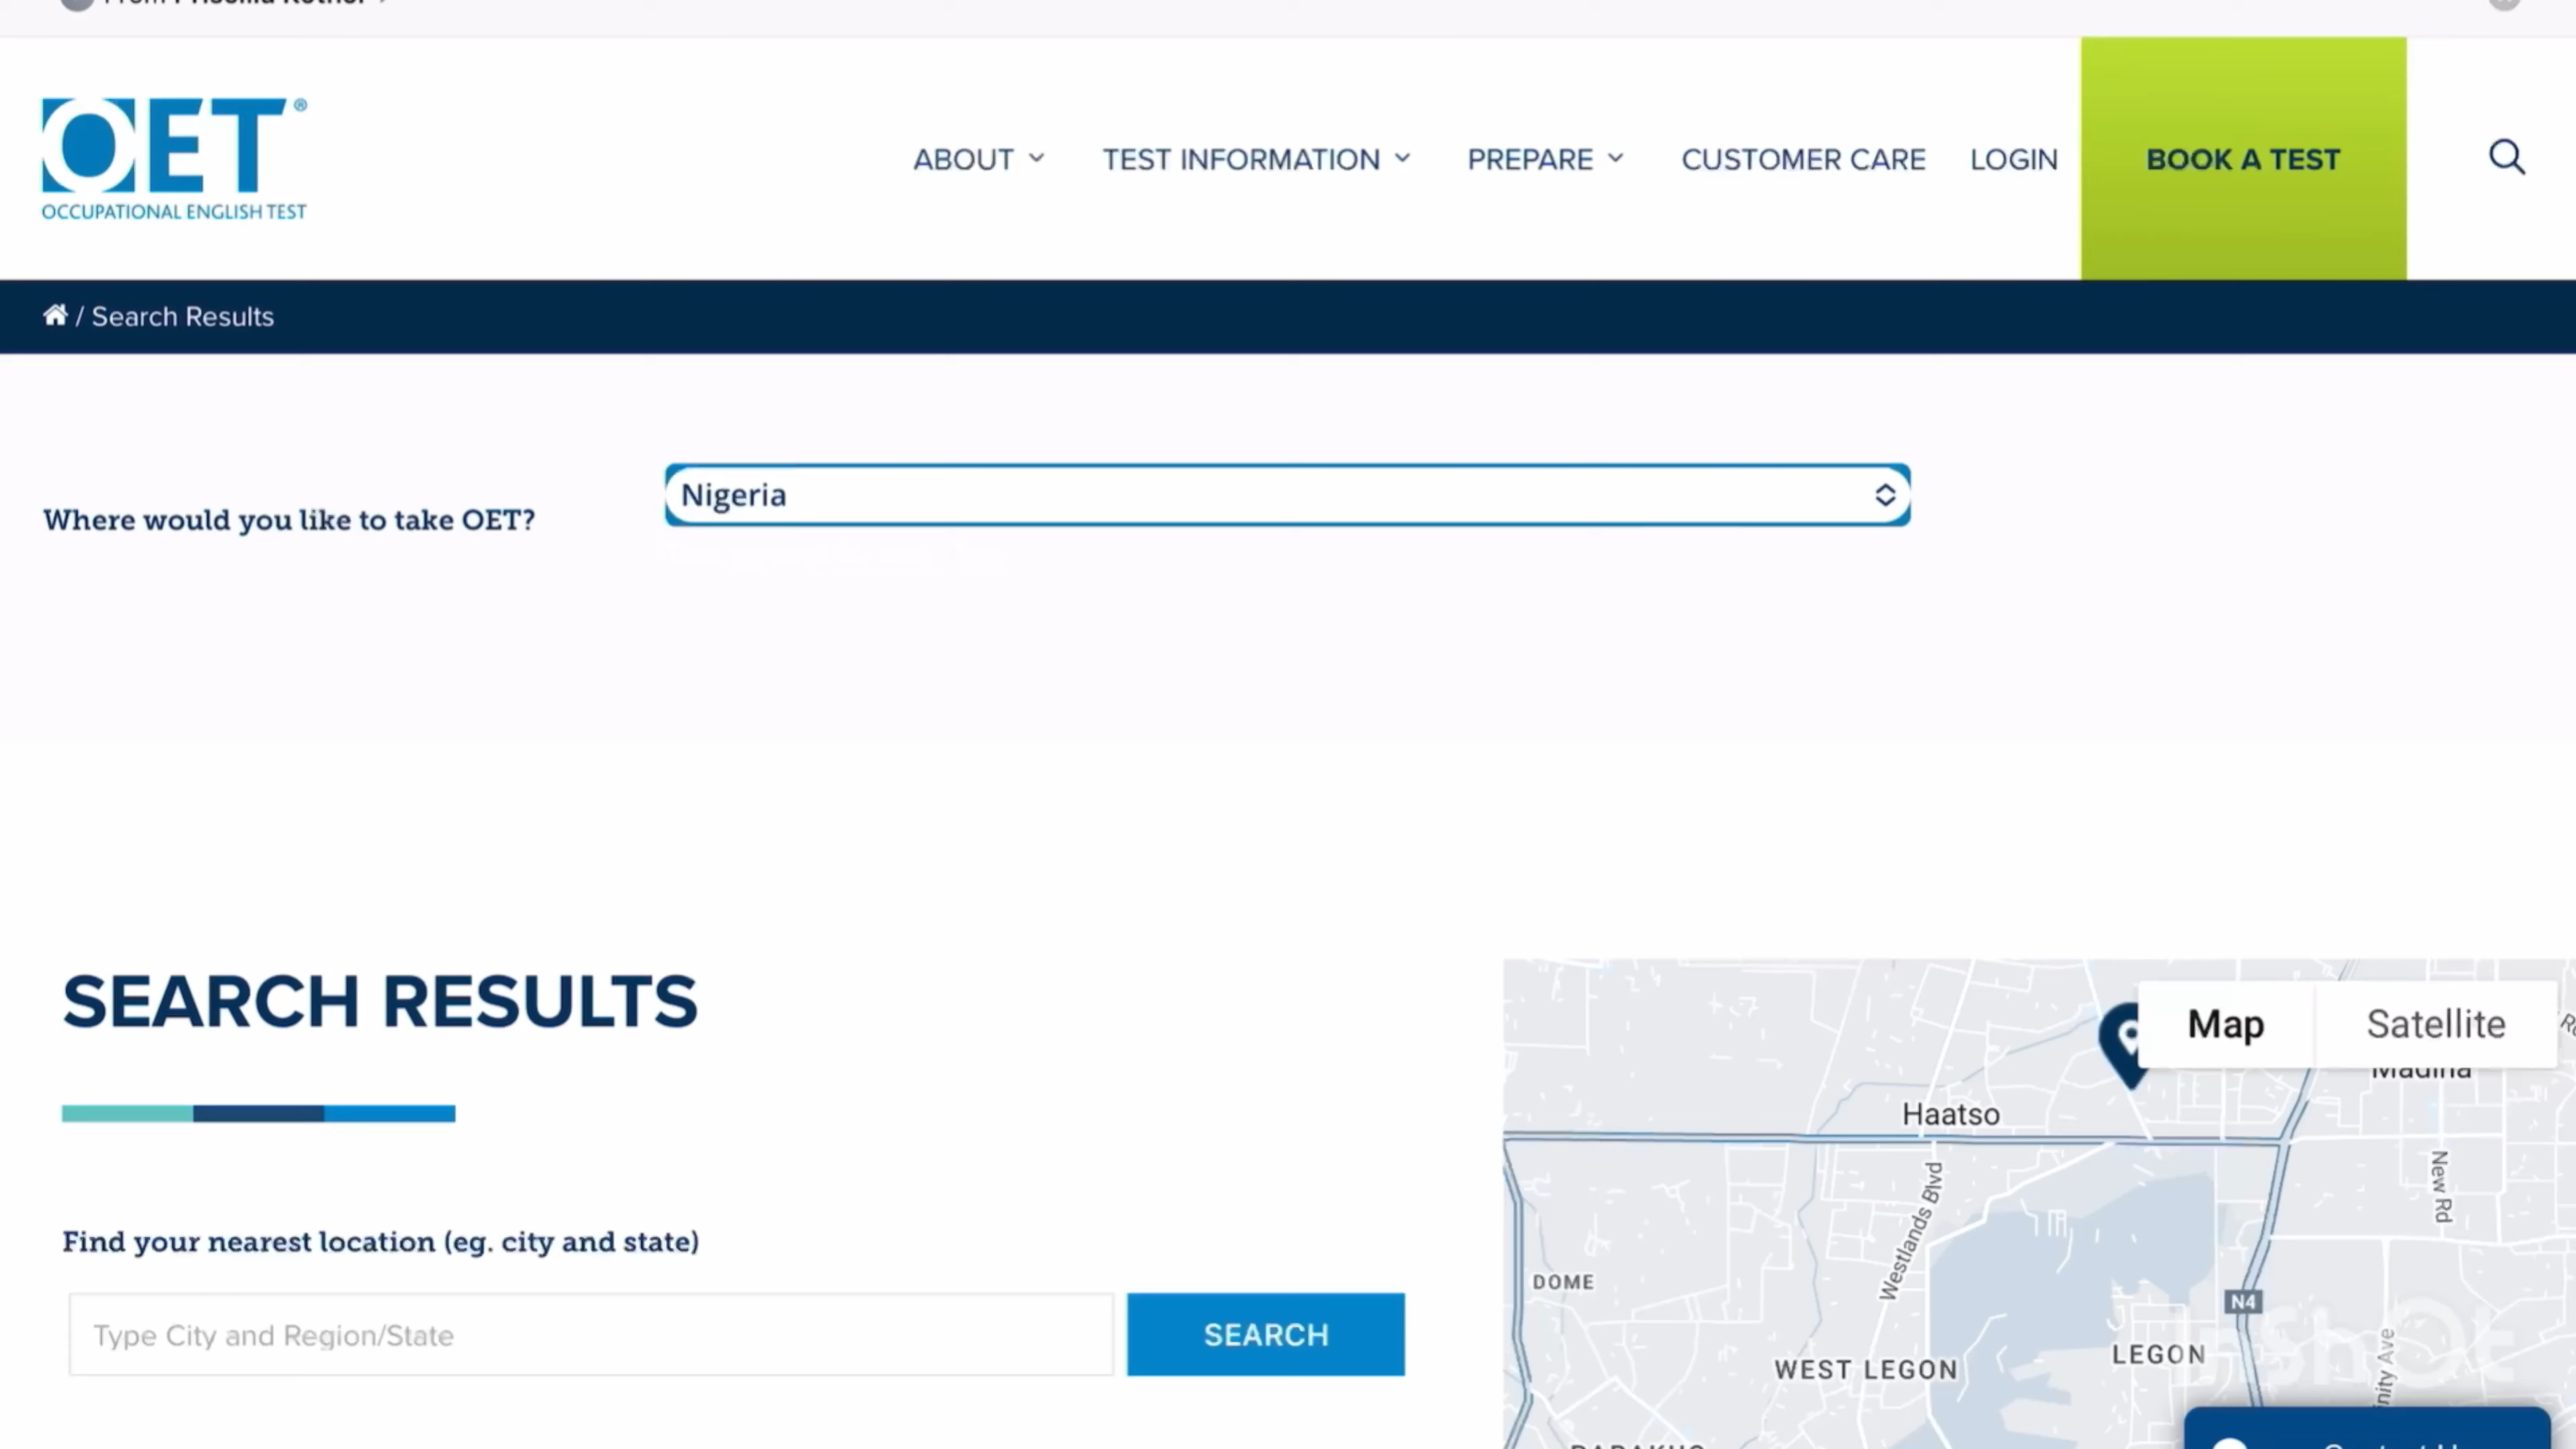 OET®
OCCUPATIONAL ENGLISH TEST
ABOUT
TEST INFORMATION
PREPARE
CUSTOMER CARE
LOGIN
BOOK A TEST
/ Search Results
Where would you like to take OET?
Nigeria
SEARCH RESULTS
Find your nearest location (eg. city and state)
Type City and Region/State
SEARCH
Map
Satellite
Madina
Haatso
Westlands Blvd
New Rd
DOME
N4
LEGON
WEST LEGON
InShOt